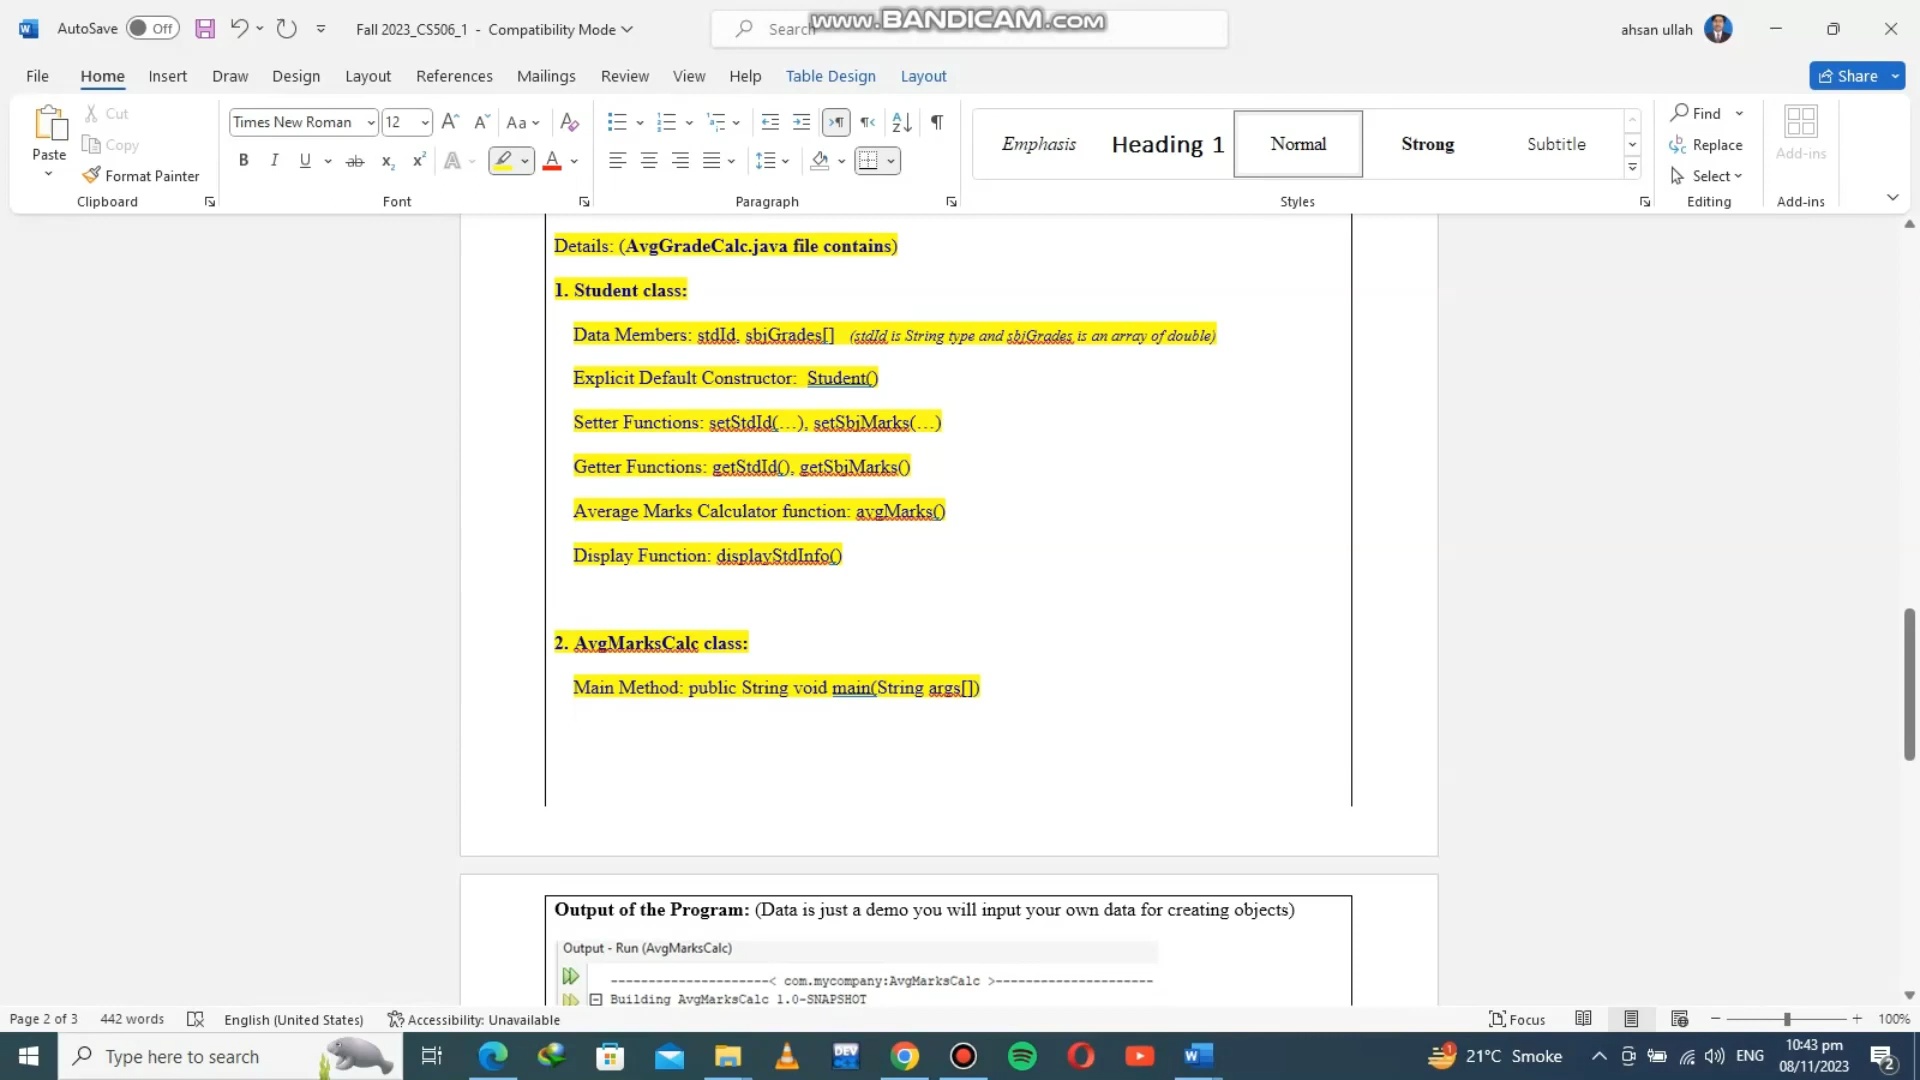 AutoSave Off Fall 2023_CS506_1 - Compatibility Mode Search ahsan ullah
www.BANDICAM.com
File Home Insert Draw Design Layout References Mailings Review View Help Table Design Layout Share
Paste Cut Copy Format Painter
Times New Roman 12
Emphasis Heading 1 Normal Strong Subtitle
Find Replace Select Add-ins
Clipboard Font Paragraph Styles Editing Add-ins
Details: (AvgGradeCalc.java file contains)
1. Student class:
Data Members: stdId, sbjGrades[] (stdId is String type and sbjGrades is an array of double)
Explicit Default Constructor: Student()
Setter Functions: setStdId(…), setSbjMarks(…)
Getter Functions: getStdId(), getSbjMarks()
Average Marks Calculator function: avgMarks()
Display Function: displayStdInfo()
2. AvgMarksCalc class:
Main Method: public String void main(String args[])
Output of the Program: (Data is just a demo you will input your own data for creating objects)
Output - Run (AvgMarksCalc)
---------------------< com.mycompany:AvgMarksCalc >---------------------
Building AvgMarksCalc 1.0-SNAPSHOT
Page 2 of 3 442 words English (United States) Accessibility: Unavailable Focus 100%
Type here to search DEV 1 21°C Smoke ENG 10:43 pm 08/11/2023 2